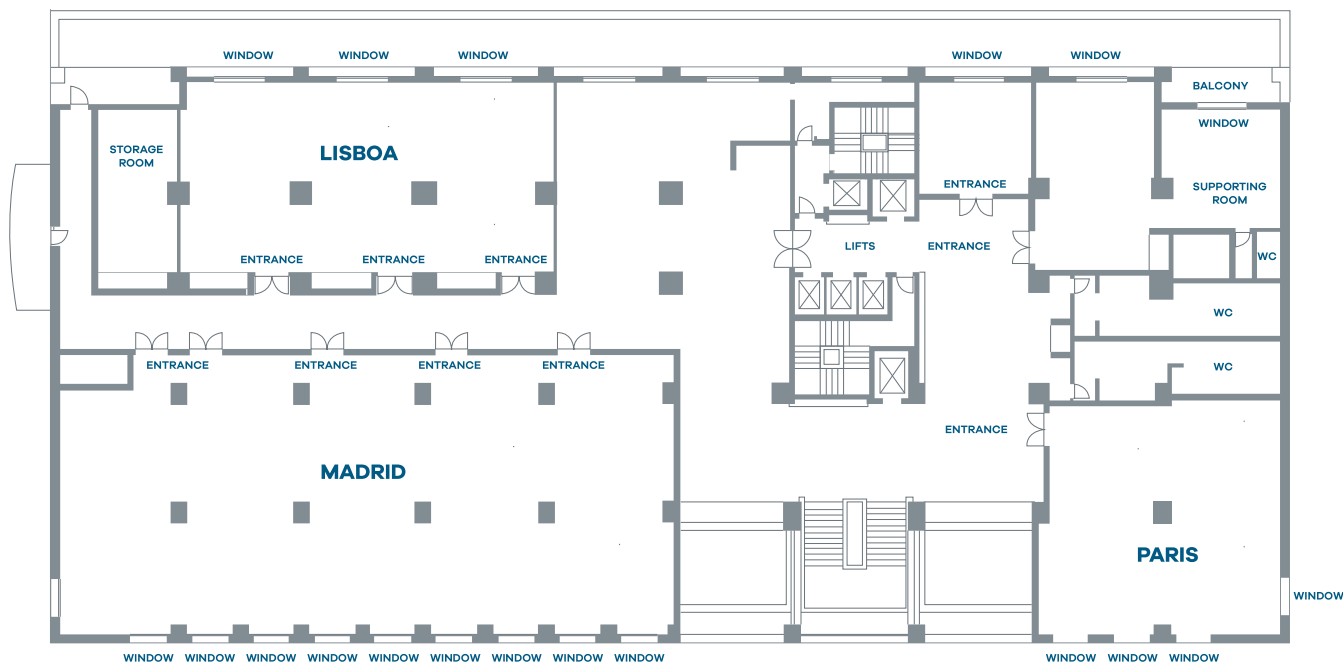 WINDOW WINDOW WINDOW WINDOW WINDOW
BALCONY
WINDOW
STORAGE
ROOM
LISBOA
ENTRANCE
SUPPORTING
ROOM
LIFTS
ENTRANCE
WC
ENTRANCE ENTRANCE ENTRANCE
WC
ENTRANCE ENTRANCE ENTRANCE ENTRANCE
WC
ENTRANCE
MADRID
PARIS
WINDOW
WINDOW WINDOW WINDOW WINDOW WINDOW WINDOW WINDOW WINDOW WINDOW WINDOW WINDOW WINDOW